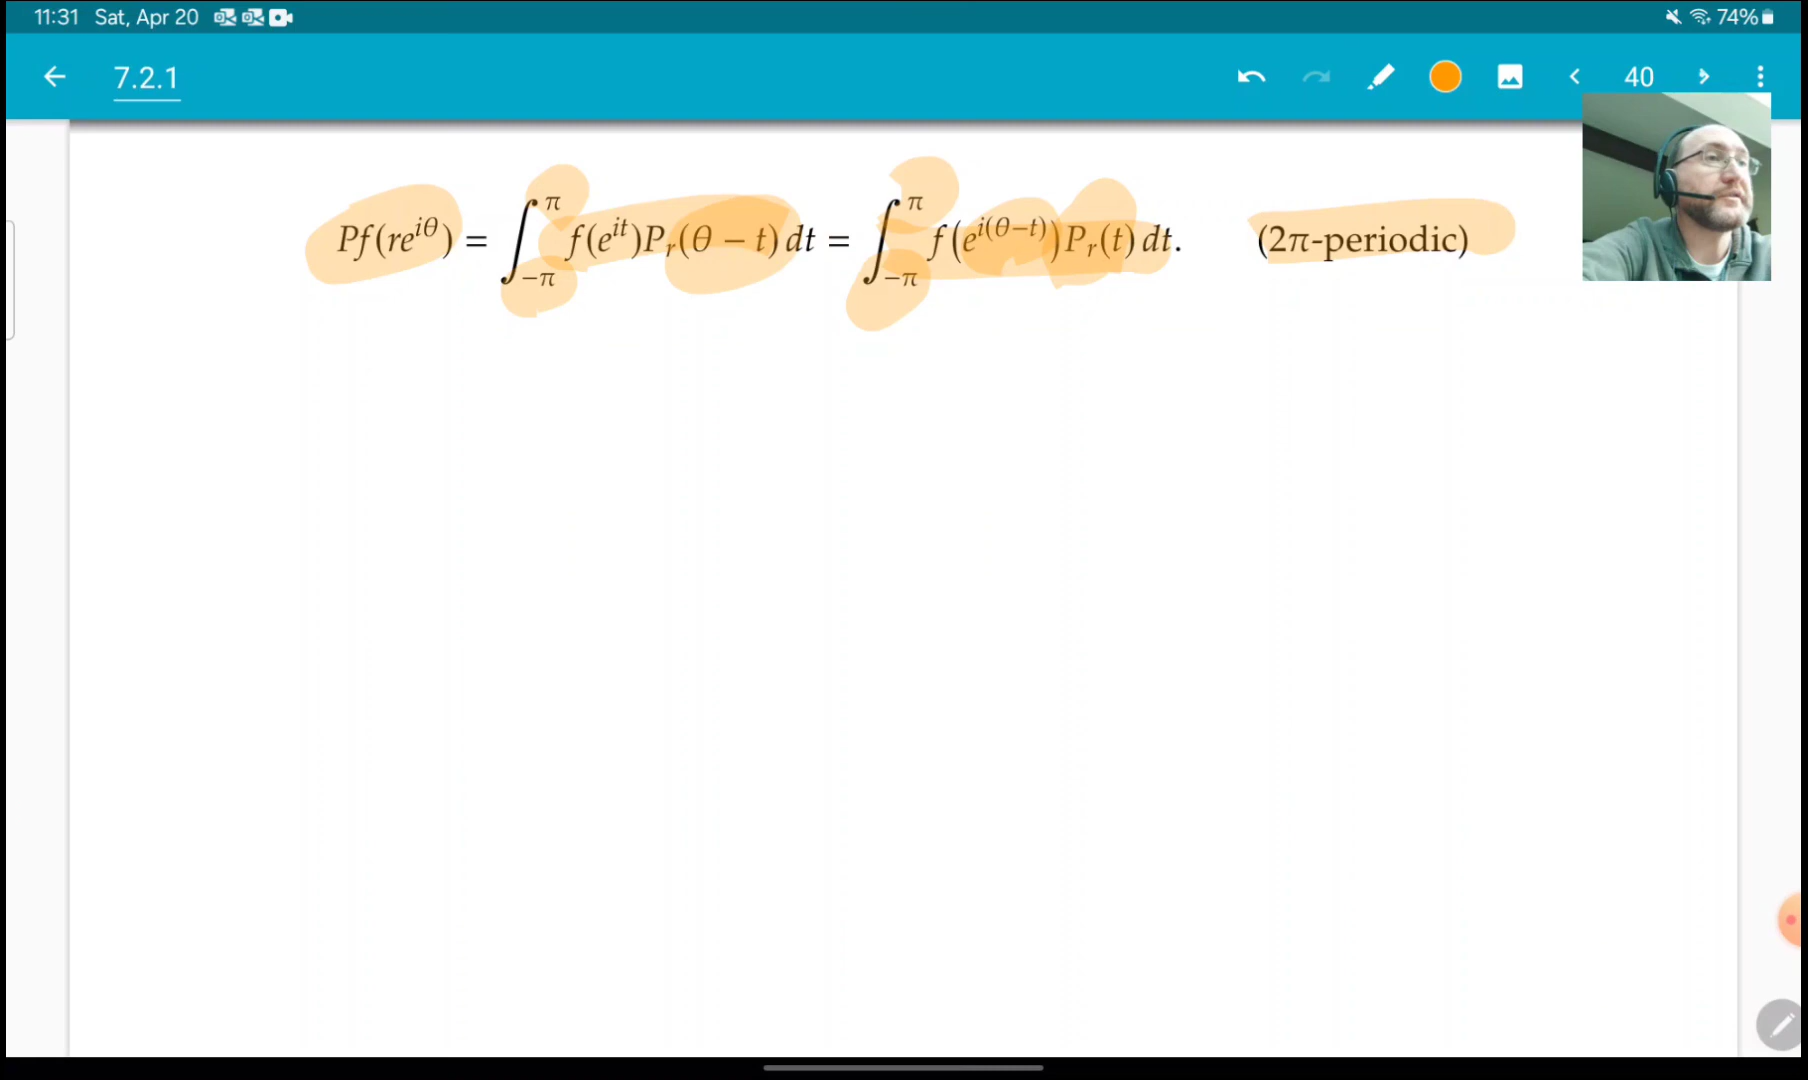 11:31 Sat, Apr 20 74%
7.2.1 40
Pf(re^{iθ}) = ∫_{−π}^{π} f(e^{it})P_r(θ − t) dt = ∫_{−π}^{π} f(e^{i(θ−t)})P_r(t) dt. (2π-periodic)